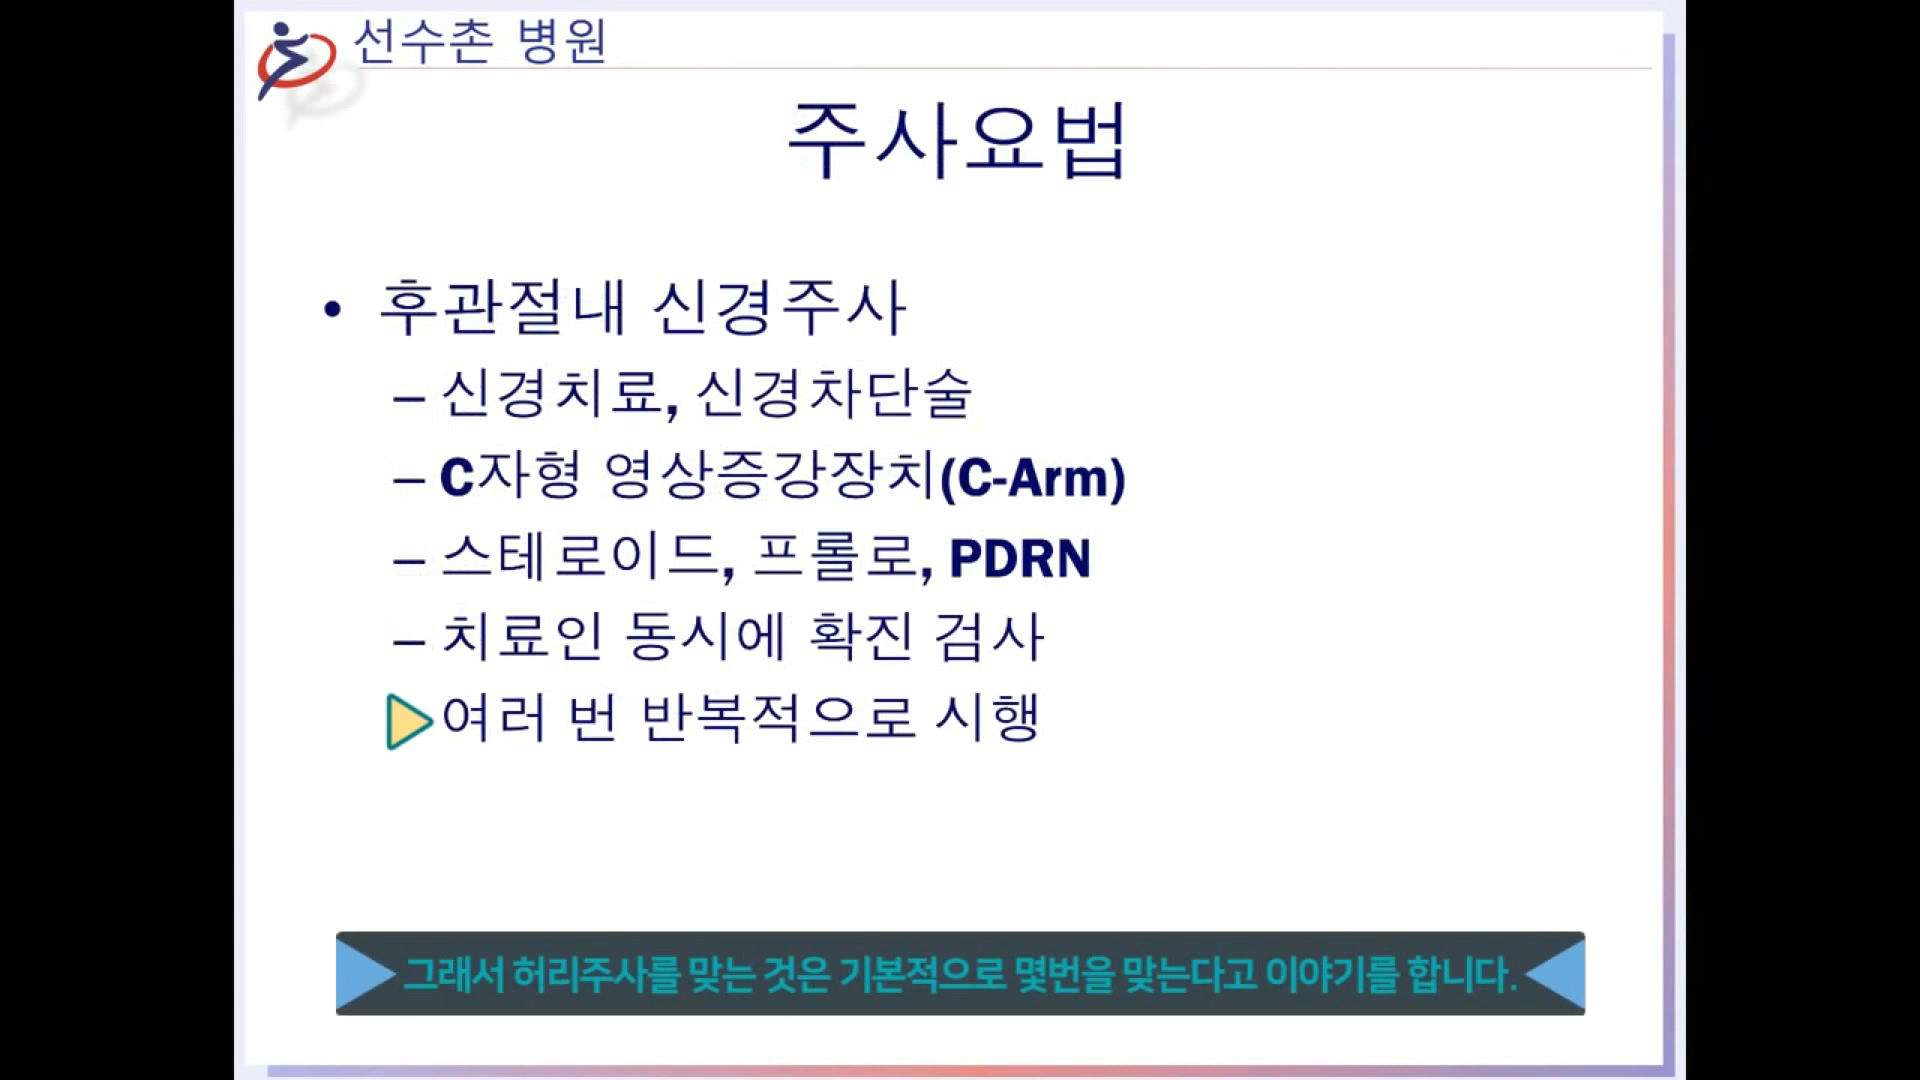 선수촌 병원
주사요법
• 후관절내 신경주사
– 신경치료, 신경차단술
– C자형 영상증강장치(C-Arm)
– 스테로이드, 프롤로, PDRN
– 치료인 동시에 확진 검사
여러 번 반복적으로 시행
그래서 허리주사를 맞는 것은 기본적으로 몇번을 맞는다고 이야기를 합니다.